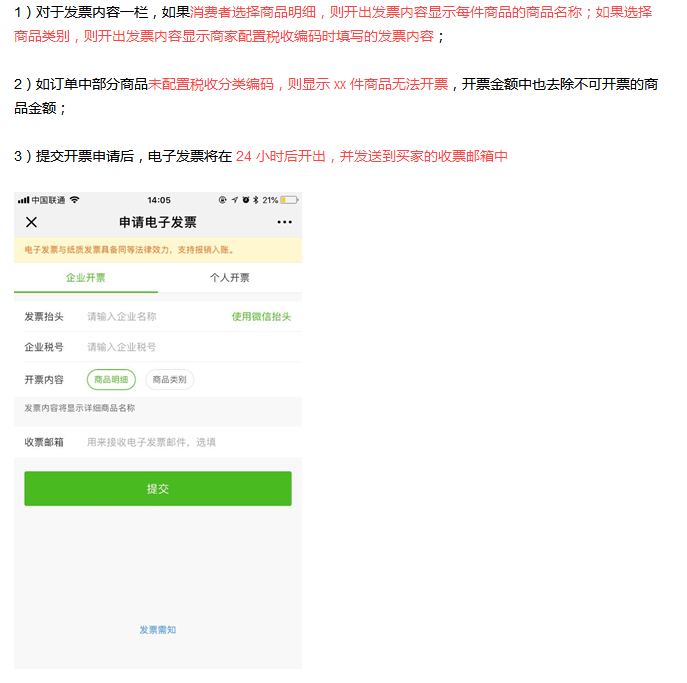 1）对于发票内容一栏，如果消费者选择商品明细，则开出发票内容显示每件商品的商品名称；如果选择
商品类别，则开出发票内容显示商家配置税收编码时填写的发票内容；
2）如订单中部分商品未配置税收分类编码，则显示 xx 件商品无法开票，开票金额中也去除不可开票的商
品金额；
3）提交开票申请后，电子发票将在 24 小时后开出，并发送到买家的收票邮箱中
中国联通 14:05 21%
申请电子发票
电子发票与纸质发票具备同等法律效力，支持报销入账。
企业开票 个人开票
发票抬头 请输入企业名称 使用微信抬头
企业税号 请输入企业税号
开票内容 商品明细 商品类别
发票内容将显示详细商品名称
收票邮箱 用来接收电子发票邮件，选填
提交
发票需知